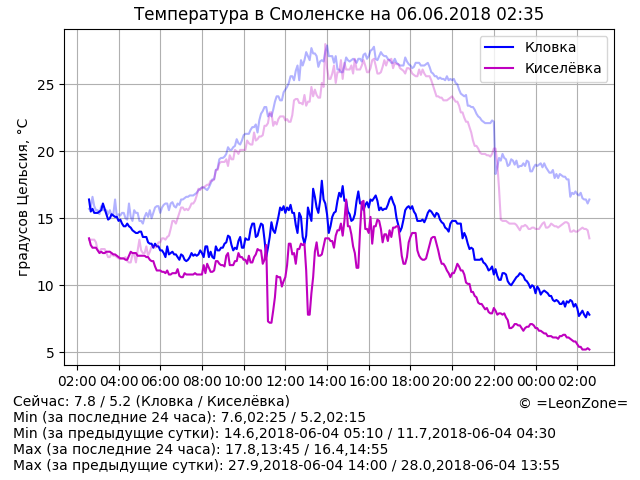 Температура в Смоленске на 06.06.2018 02:35
Кловка
Киселёвка
градусов Цельсия, °C
25
20
15
10
5
02:00 04:00 06:00 08:00 10:00 12:00 14:00 16:00 18:00 20:00 22:00 00:00 02:00
Сейчас: 7.8 / 5.2 (Кловка / Киселёвка)
© =LeonZone=
Min (за последние 24 часа): 7.6,02:25 / 5.2,02:15
Min (за предыдущие сутки): 14.6,2018-06-04 05:10 / 11.7,2018-06-04 04:30
Max (за последние 24 часа): 17.8,13:45 / 16.4,14:55
Max (за предыдущие сутки): 27.9,2018-06-04 14:00 / 28.0,2018-06-04 13:55